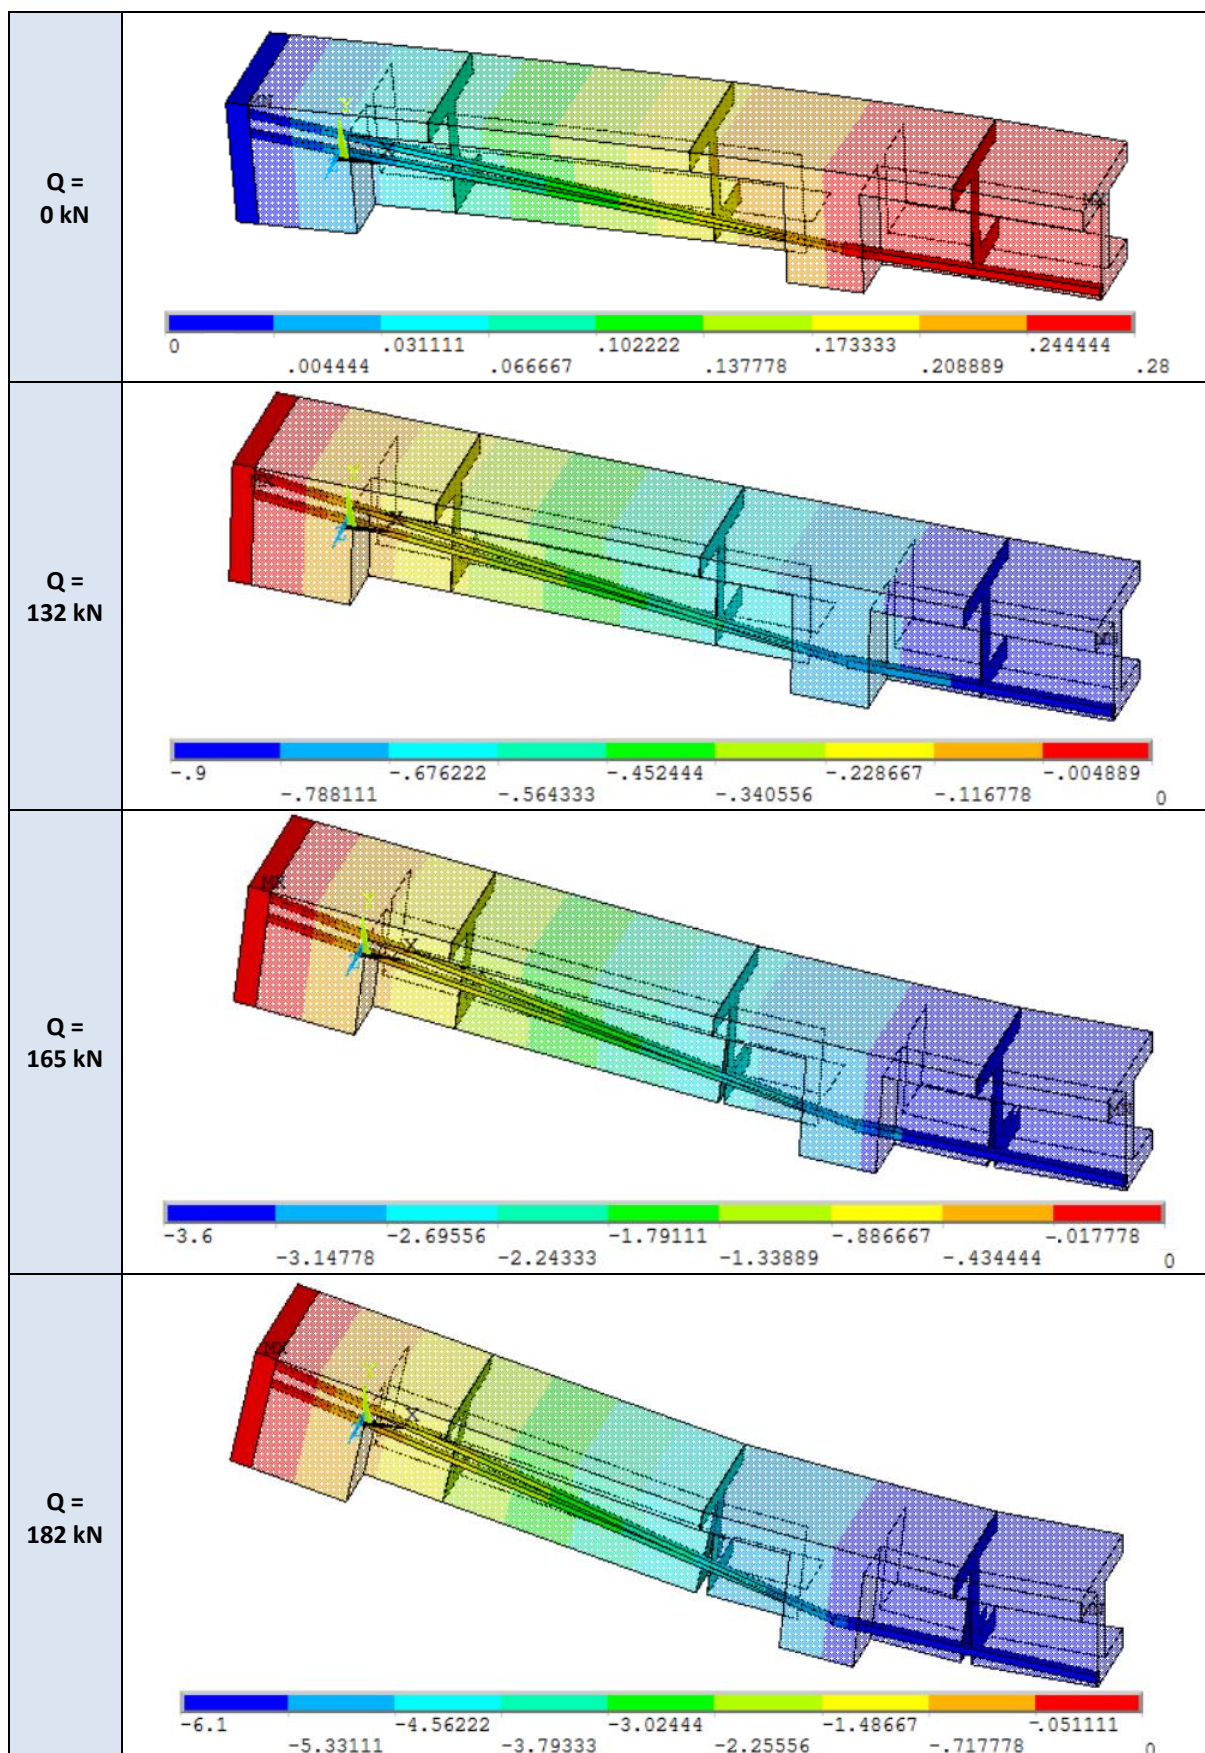 Q =
0 kN
Y
X
0
.031111
.102222
.173333
.244444
.004444
.066667
.137778
.208889
.28
Q =
132 kN
-.9
-.676222
-.452444
-.228667
-.004889
-.788111
-.564333
-.340556
-.116778
0
Q =
165 kN
MX
Y
X
-3.6
-2.69556
-1.79111
-.886667
-.017778
-3.14778
-2.24333
-1.33889
-.434444
0
Q =
182 kN
MX
Y
X
-6.1
-4.56222
-3.02444
-1.48667
-.051111
-5.33111
-3.79333
-2.25556
-.717778
0